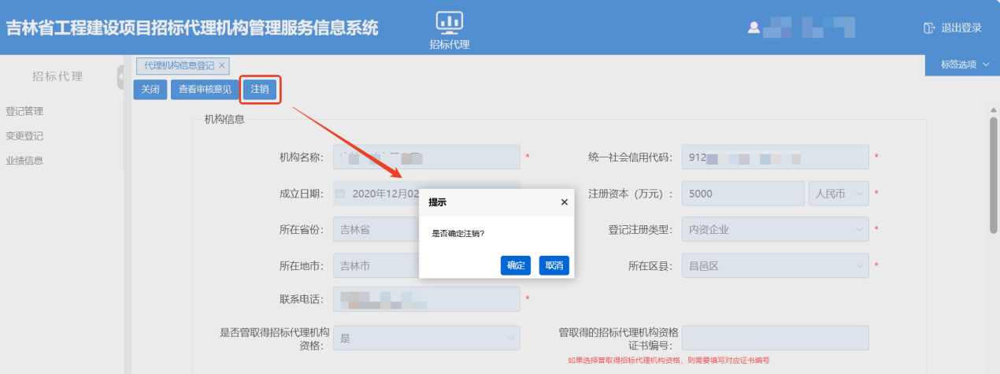 吉林省工程建设项目招标代理机构管理服务信息系统
招标代理
退出登录
招标代理
代理机构信息登记 ×
标签选项
关闭 查看审核意见 注销
登记管理
变更登记
业绩信息
机构信息
机构名称: *
统一社会信用代码: 912 *
成立日期: 2020年12月02
注册资本（万元）: 5000 人民币 *
所在省份: 吉林省
登记注册类型: 内资企业 *
所在地市: 吉林市
所在区县: 昌邑区 *
联系电话: *
是否曾取得招标代理机构
资格: 是
曾取得的招标代理机构资格
证书编号:
如果选择曾取得招标代理机构资格，则需要填写对应证书编号
提示 ×
是否确定注销?
确定 取消